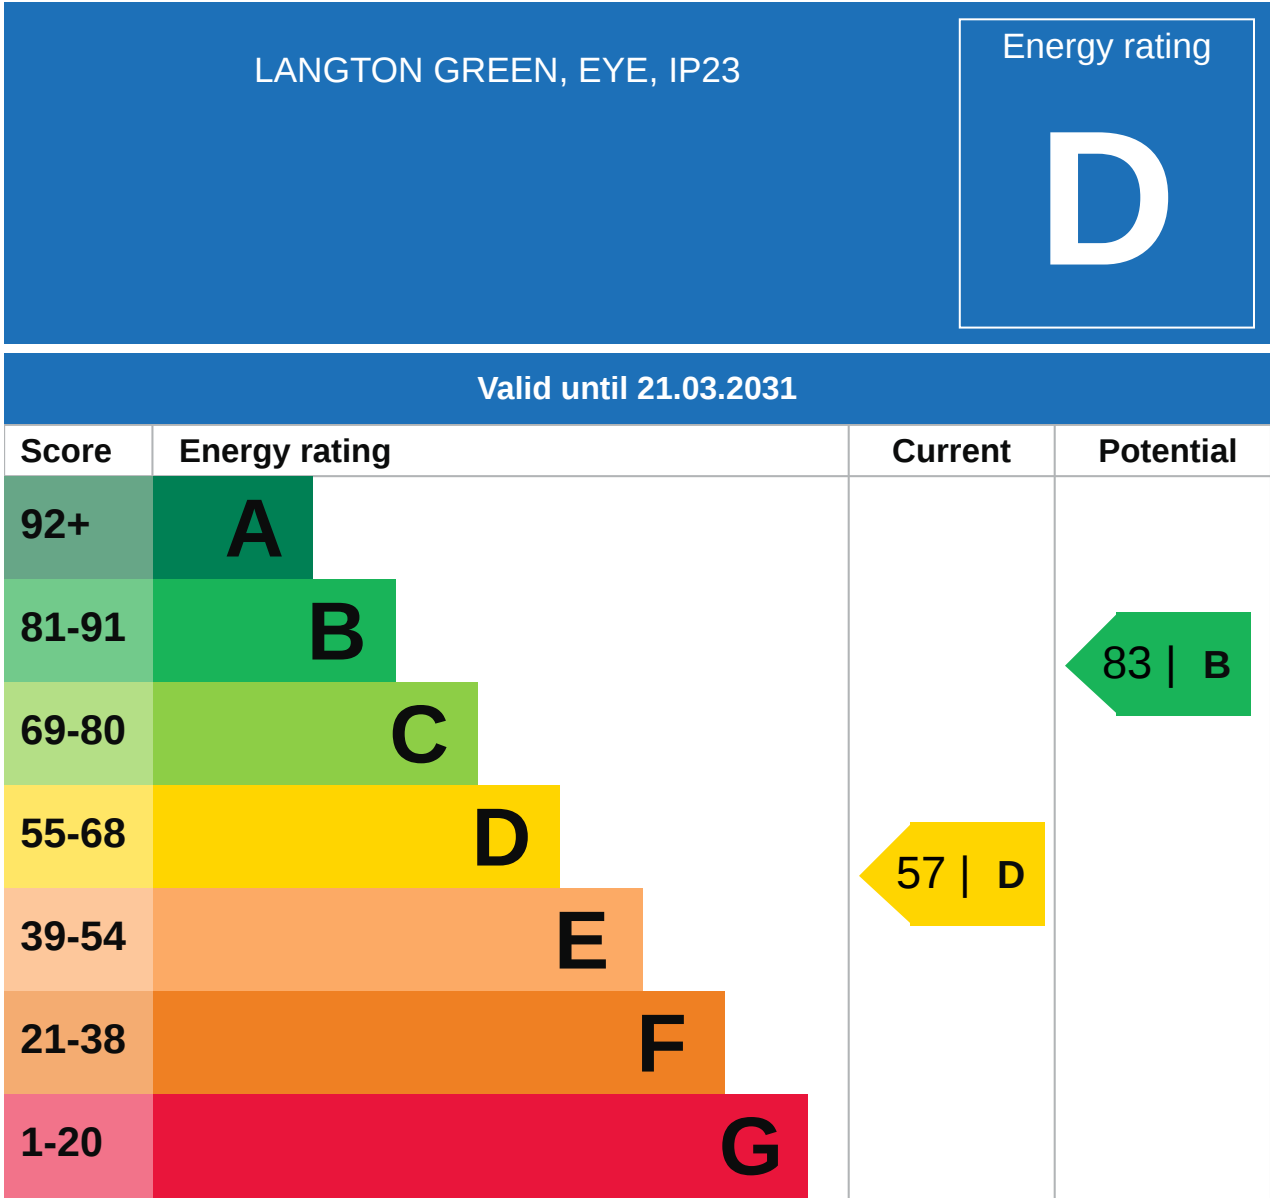 LANGTON GREEN, EYE, IP23
Energy rating
D
Valid until 21.03.2031
Score Energy rating Current Potential
92+ A
81-91 B
83 | B
69-80 C
55-68 D
57 | D
39-54 E
21-38 F
1-20 G